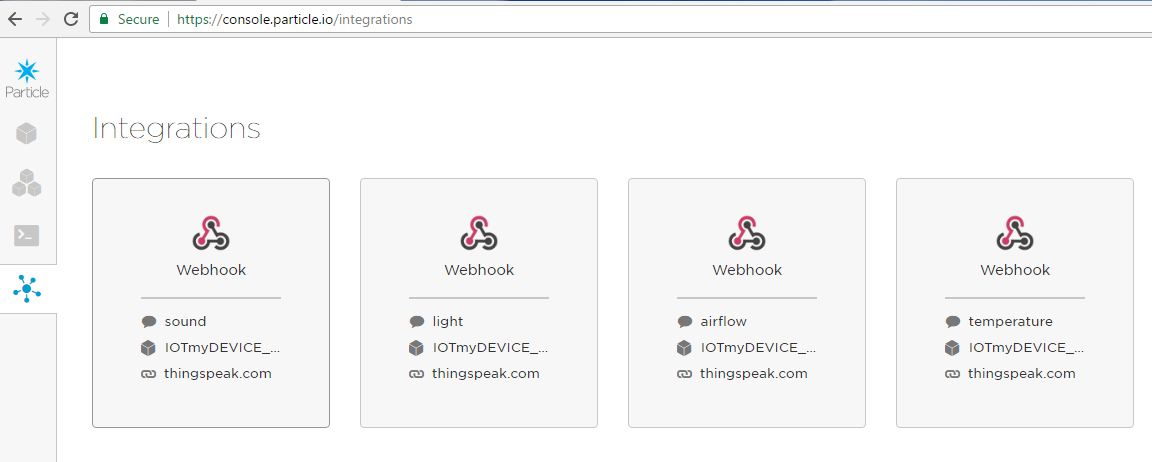 Secure https://console.particle.io/integrations
Particle
Integrations
Webhook
sound
IOTmyDEVICE_...
thingspeak.com
Webhook
light
IOTmyDEVICE_...
thingspeak.com
Webhook
airflow
IOTmyDEVICE_...
thingspeak.com
Webhook
temperature
IOTmyDEVICE_...
thingspeak.com